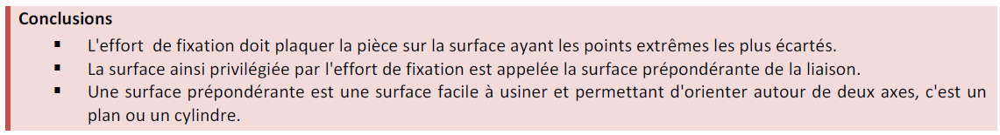 Conclusions
▪ L'effort de fixation doit plaquer la pièce sur la surface ayant les points extrêmes les plus écartés.
▪ La surface ainsi privilégiée par l'effort de fixation est appelée la surface prépondérante de la liaison.
▪ Une surface prépondérante est une surface facile à usiner et permettant d'orienter autour de deux axes, c'est un
plan ou un cylindre.